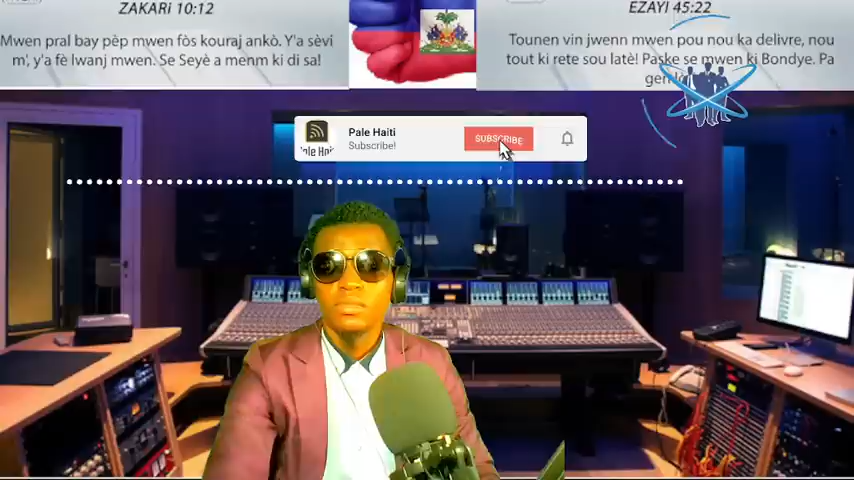 ZAKARI 10:12
Mwen pral bay pèp mwen fòs kouraj ankò. Y'a sèvi
m', y'a fè lwanj mwen. Se Seyè a menm ki di sa!
EZAYI 45:22
Tounen vin jwenn mwen pou nou ka delivre, nou
tout ki rete sou latè! Paske se mwen ki Bondye. Pa
gen
Pale Haiti
Subscribe!
SUBSCRIBE